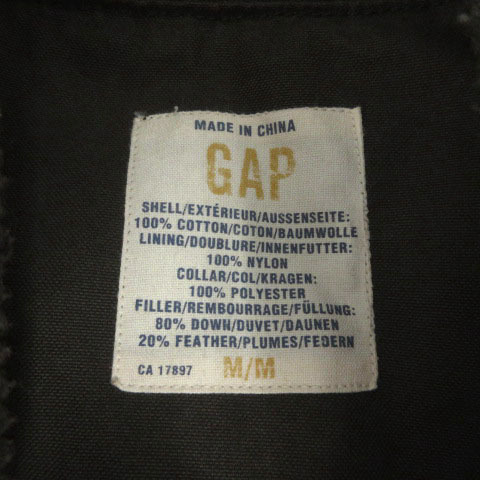 MADE IN CHINA
GAP
SHELL/EXTÉRIEUR/AUSSENSEITE:
100% COTTON/COTON/BAUMWOLLE
LINING/DOUBLURE/INNENFUTTER:
100% NYLON
COLLAR/COL/KRAGEN:
100% POLYESTER
FILLER/REMBOURRAGE/FÜLLUNG:
80% DOWN/DUVET/DAUNEN
20% FEATHER/PLUMES/FEDERN
CA 17897 M/M